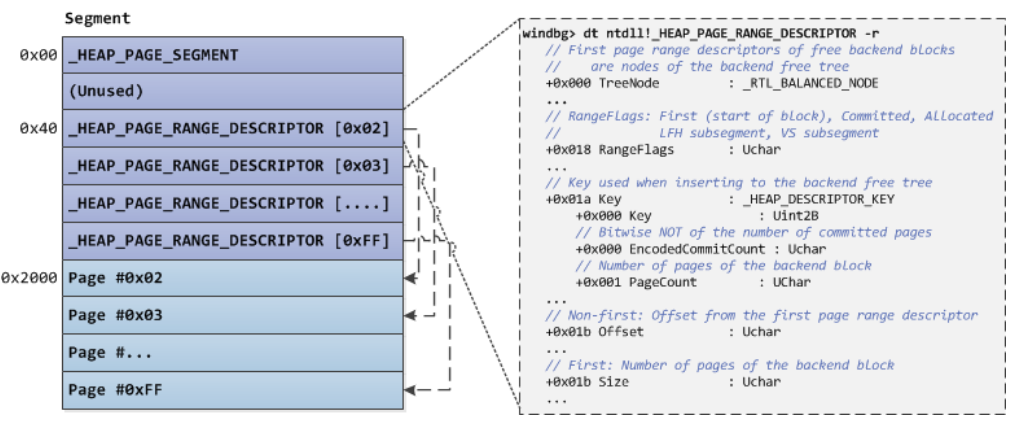 Segment
0x00 _HEAP_PAGE_SEGMENT
(Unused)
0x40 _HEAP_PAGE_RANGE_DESCRIPTOR [0x02]
_HEAP_PAGE_RANGE_DESCRIPTOR [0x03]
_HEAP_PAGE_RANGE_DESCRIPTOR [....]
_HEAP_PAGE_RANGE_DESCRIPTOR [0xFF]
0x2000 Page #0x02
Page #0x03
Page #...
Page #0xFF
windbg> dt ntdll!_HEAP_PAGE_RANGE_DESCRIPTOR -r
// First page range descriptors of free backend blocks
// are nodes of the backend free tree
+0x000 TreeNode : _RTL_BALANCED_NODE
...
// RangeFlags: First (start of block), Committed, Allocated
// LFH subsegment, VS subsegment
+0x018 RangeFlags : Uchar
...
// Key used when inserting to the backend free tree
+0x01a Key : _HEAP_DESCRIPTOR_KEY
+0x000 Key : Uint2B
// Bitwise NOT of the number of committed pages
+0x000 EncodedCommitCount : Uchar
// Number of pages of the backend block
+0x001 PageCount : UChar
...
// Non-first: Offset from the first page range descriptor
+0x01b Offset : Uchar
...
// First: Number of pages of the backend block
+0x01b Size : Uchar
...